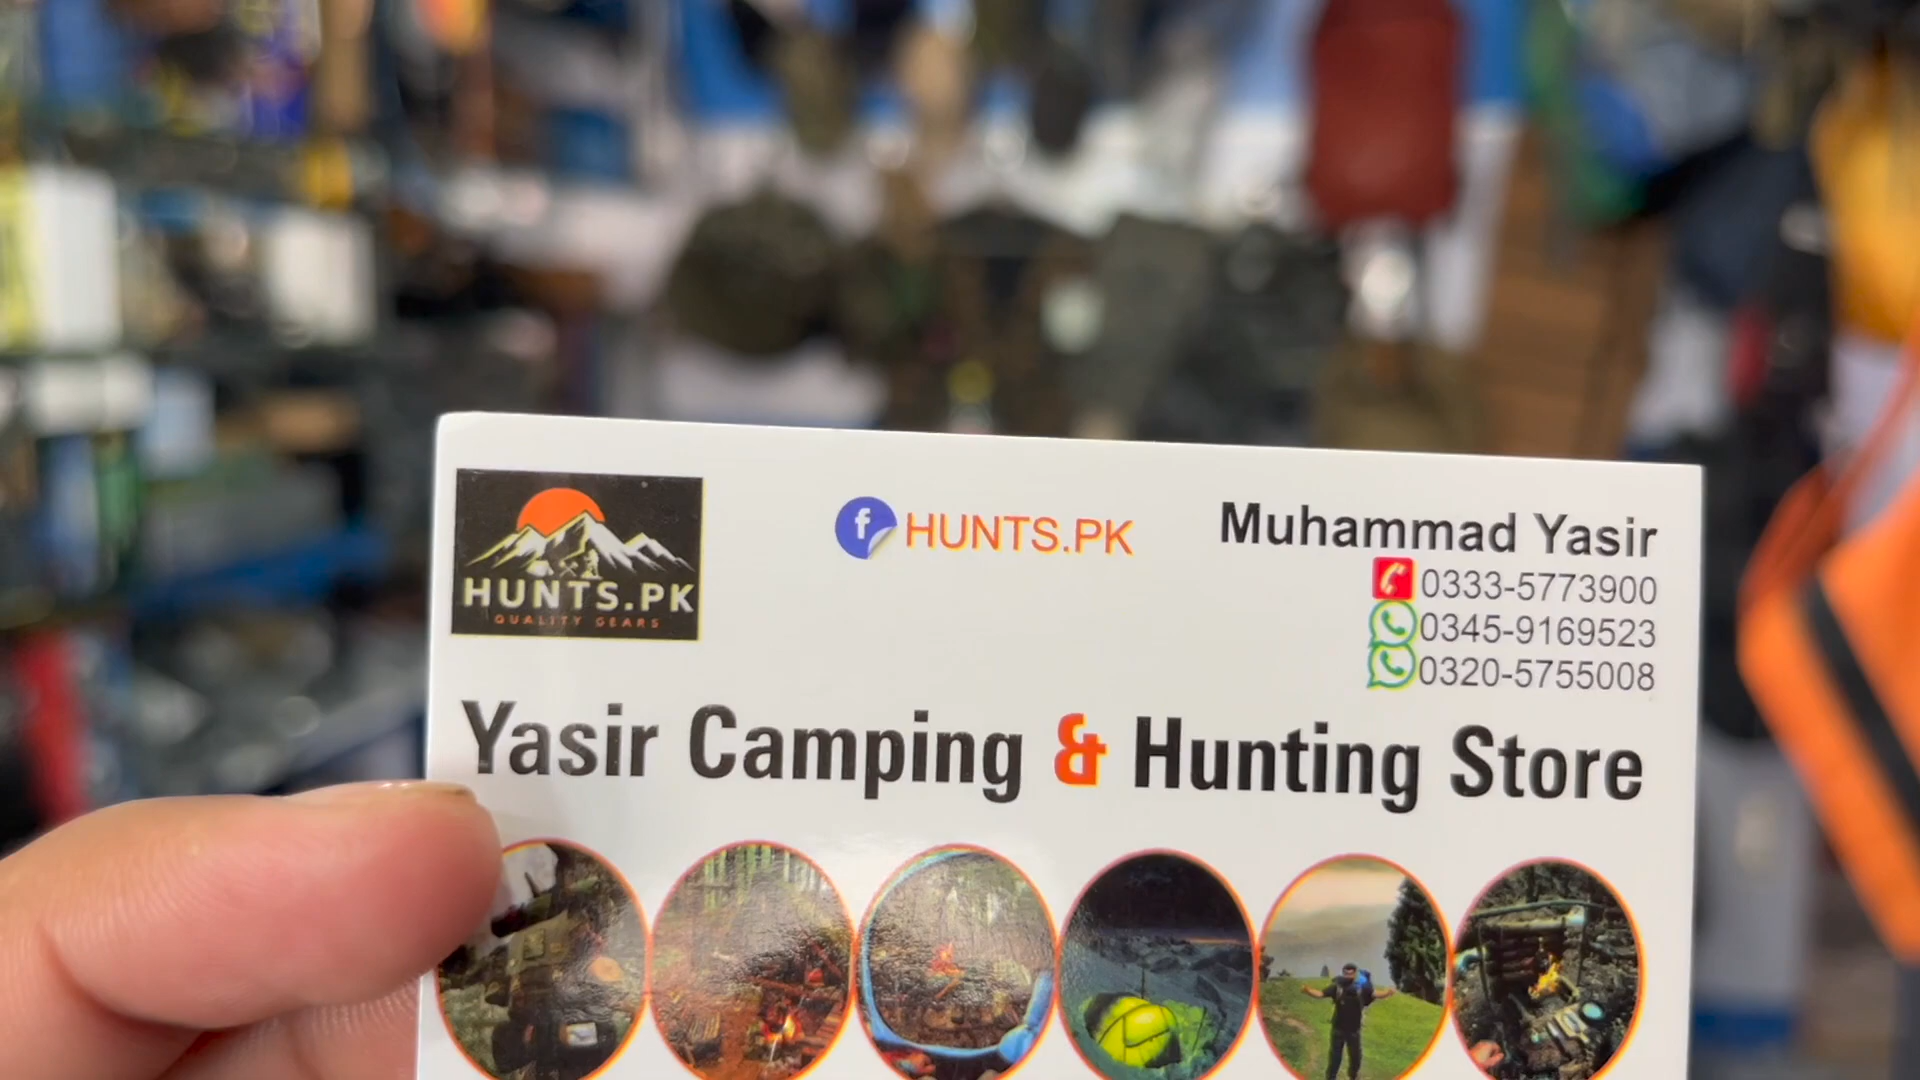 HUNTS.PK
QUALITY GEARS
f HUNTS.PK
Muhammad Yasir
0333-5773900
0345-9169523
0320-5755008
Yasir Camping & Hunting Store